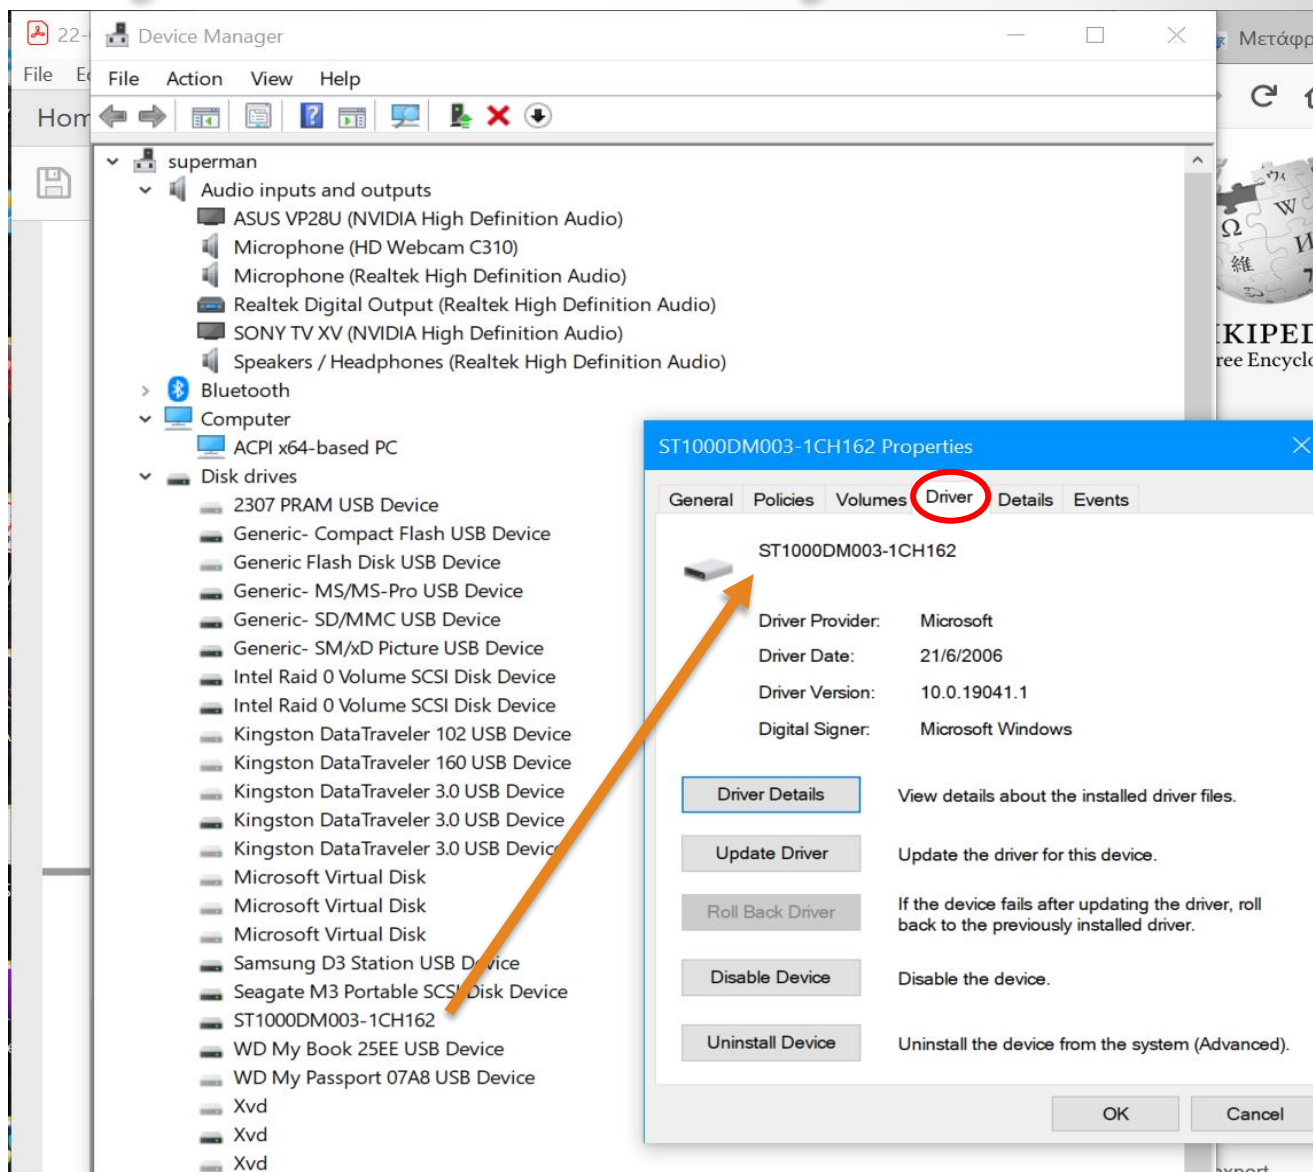 22-
Device Manager
Μετάφρ
File
File Action View Help
Hom
superman
Audio inputs and outputs
ASUS VP28U (NVIDIA High Definition Audio)
Microphone (HD Webcam C310)
Microphone (Realtek High Definition Audio)
Realtek Digital Output (Realtek High Definition Audio)
SONY TV XV (NVIDIA High Definition Audio)
Speakers / Headphones (Realtek High Definition Audio)
Bluetooth
Computer
ACPI x64-based PC
Disk drives
2307 PRAM USB Device
Generic- Compact Flash USB Device
Generic Flash Disk USB Device
Generic- MS/MS-Pro USB Device
Generic- SD/MMC USB Device
Generic- SM/xD Picture USB Device
Intel Raid 0 Volume SCSI Disk Device
Intel Raid 0 Volume SCSI Disk Device
Kingston DataTraveler 102 USB Device
Kingston DataTraveler 160 USB Device
Kingston DataTraveler 3.0 USB Device
Kingston DataTraveler 3.0 USB Device
Kingston DataTraveler 3.0 USB Device
Microsoft Virtual Disk
Microsoft Virtual Disk
Microsoft Virtual Disk
Samsung D3 Station USB Device
Seagate M3 Portable SCSI Disk Device
ST1000DM003-1CH162
WD My Book 25EE USB Device
WD My Passport 07A8 USB Device
Xvd
Xvd
Xvd
Ω W И 維 7
IKIPED
ree Encyclo
ST1000DM003-1CH162 Properties
General Policies Volumes Driver Details Events
ST1000DM003-1CH162
Driver Provider: Microsoft
Driver Date: 21/6/2006
Driver Version: 10.0.19041.1
Digital Signer: Microsoft Windows
Driver Details View details about the installed driver files.
Update Driver Update the driver for this device.
Roll Back Driver If the device fails after updating the driver, roll
back to the previously installed driver.
Disable Device Disable the device.
Uninstall Device Uninstall the device from the system (Advanced).
OK Cancel